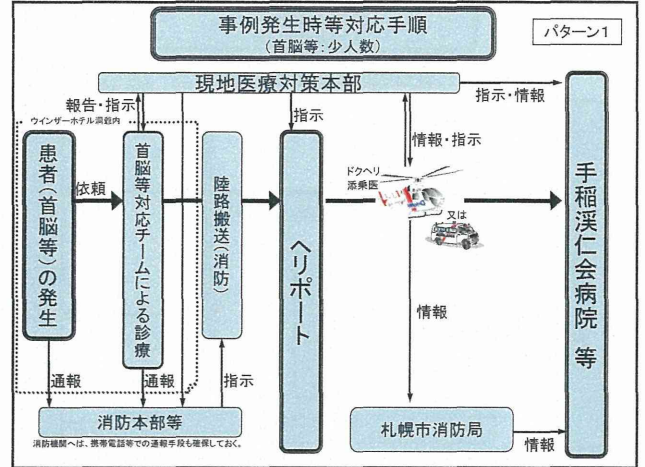 事例発生時等対応手順
(首脳等:少人数)
パターン1
現地医療対策本部
報告・指示
指示
情報・指示
指示・情報
ウインザーホテル洞爺内
患者(首脳等)の発生
依頼
首脳等対応チームによる診療
陸路搬送(消防)
ヘリポート
ドクヘリ
添乗医
又は
手稲渓仁会病院 等
情報
通報
通報
指示
消防本部等
消防機関へは、携帯電話等での通報手段も確保しておく。
札幌市消防局
情報